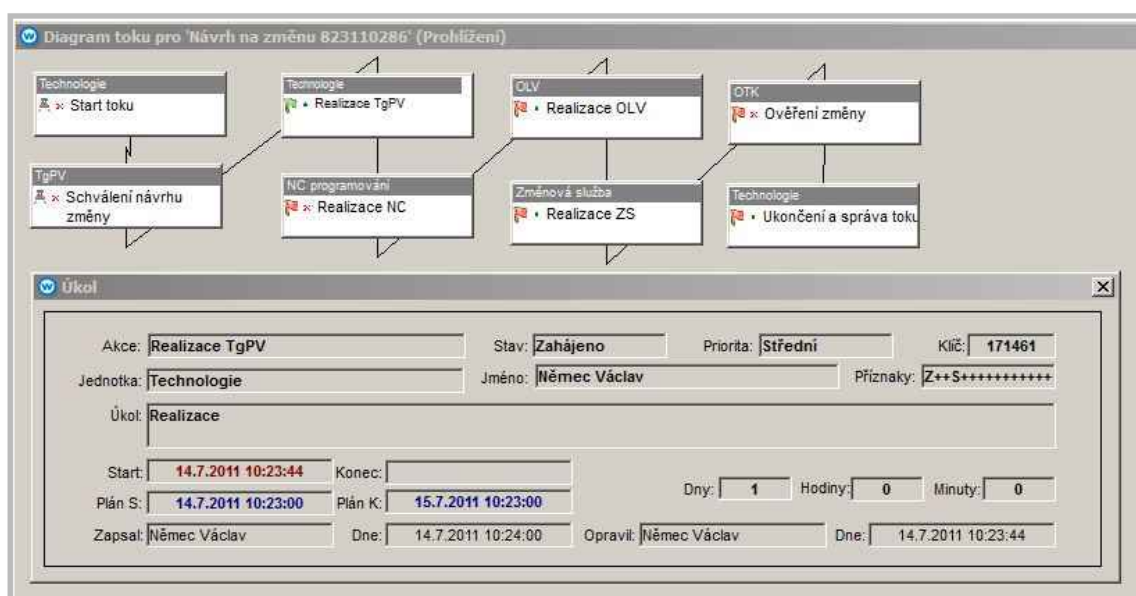 Diagram toku pro 'Návrh na změnu 823110286' (Prohlížení)
Technologie
Start toku
Technologie
Realizace TgPV
OLV
Realizace OLV
OTK
Ověření změny
TgPV
Schválení návrhu
změny
NC programování
Realizace NC
Změnová služba
Realizace ZS
Technologie
Ukončení a správa toku
Úkol
Akce: Realizace TgPV Stav: Zahájeno Priorita: Střední Klíč: 171461
Jednotka: Technologie Jméno: Němec Václav Příznaky: Z++S+++++++++++
Úkol: Realizace
Start: 14.7.2011 10:23:44 Konec:
Plán S: 14.7.2011 10:23:00 Plán K: 15.7.2011 10:23:00 Dny: 1 Hodiny: 0 Minuty: 0
Zapsal: Němec Václav Dne: 14.7.2011 10:24:00 Opravil: Němec Václav Dne: 14.7.2011 10:23:44